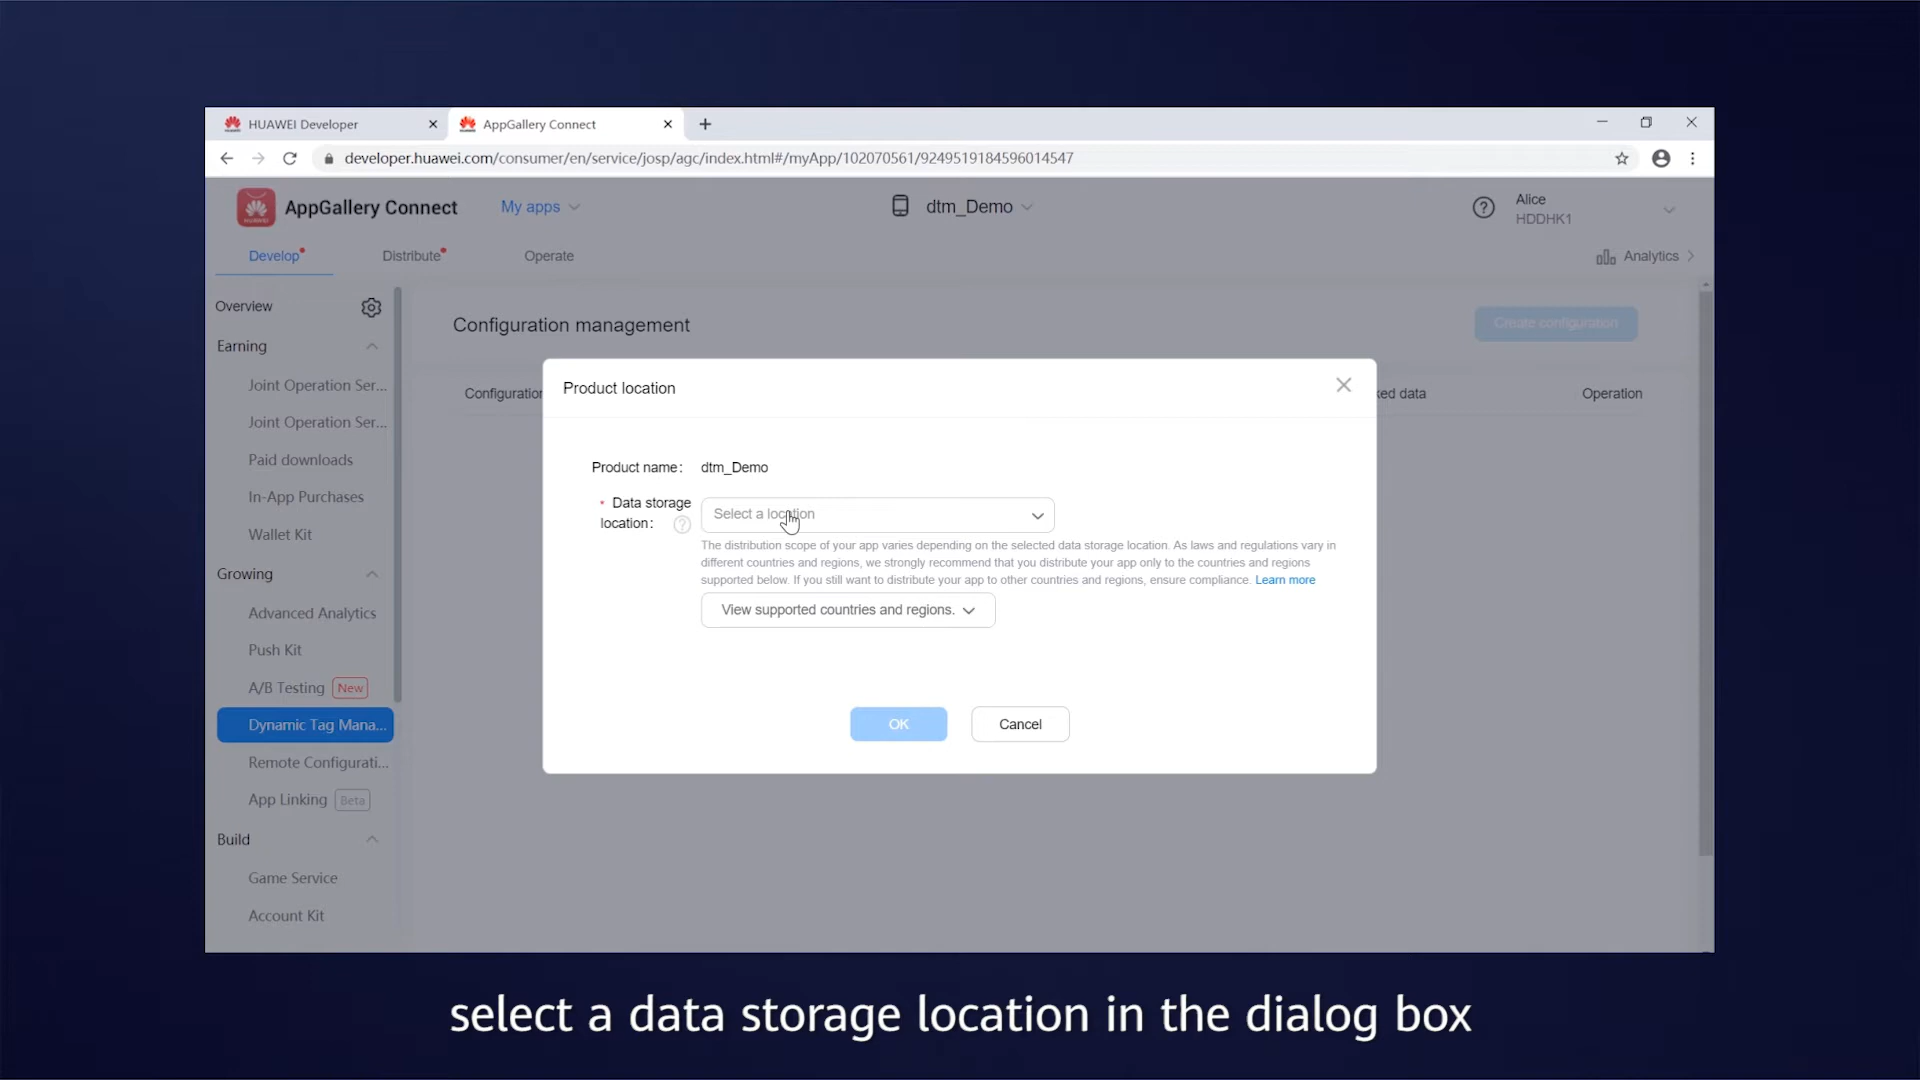 HUAWEI Developer
AppGallery Connect
developer.huawei.com/consumer/en/service/josp/agc/index.html#/myApp/102070561/9249519184596014547
HUAWEI
AppGallery Connect
My apps
dtm_Demo
Alice
HDDHK1
Develop
Distribute
Operate
Analytics
Overview
Earning
Joint Operation Ser...
Joint Operation Ser...
Paid downloads
In-App Purchases
Wallet Kit
Growing
Advanced Analytics
Push Kit
A/B Testing New
Dynamic Tag Mana...
Remote Configurati...
App Linking Beta
Build
Game Service
Account Kit
Configuration management
Create configuration
Configuration
ked data
Operation
Product location
Product name: dtm_Demo
* Data storage
location: ?
Select a location
The distribution scope of your app varies depending on the selected data storage location. As laws and regulations vary in
different countries and regions, we strongly recommend that you distribute your app only to the countries and regions
supported below. If you still want to distribute your app to other countries and regions, ensure compliance. Learn more
View supported countries and regions.
OK
Cancel
select a data storage location in the dialog box